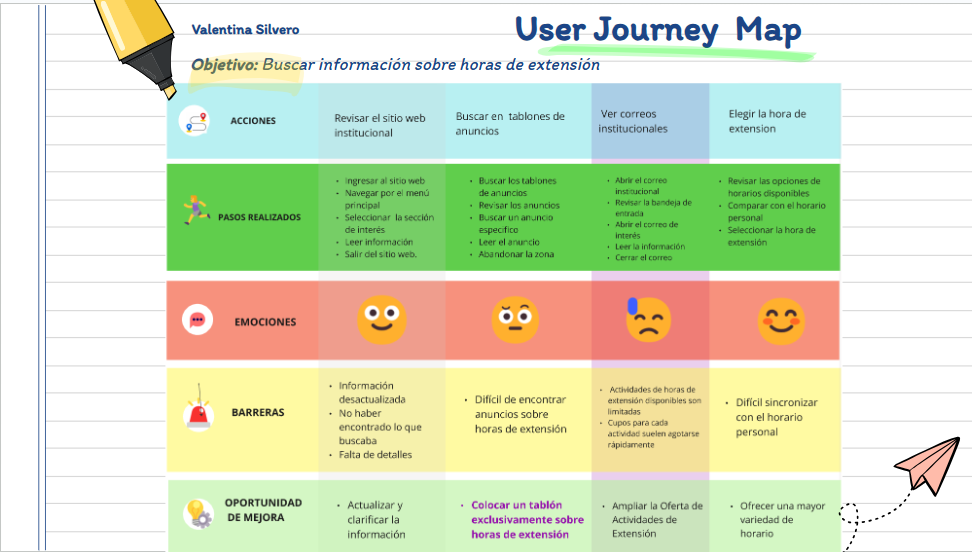 Valentina Silvero
User Journey Map
Objetivo: Buscar información sobre horas de extensión
ACCIONES
Revisar el sitio web
institucional
Buscar en tablones de
anuncios
Ver correos
institucionales
Elegir la hora de
extension
PASOS REALIZADOS
• Ingresar al sitio web
• Navegar por el menú
principal
• Seleccionar la sección
de interés
• Leer información
• Salir del sitio web.
• Buscar los tablones
de anuncios
• Revisar los anuncios
• Buscar un anuncio
especifico
• Leer el anuncio
• Abandonar la zona
• Abrir el correo
institucional
• Revisar la bandeja de
entrada
• Abrir el correo de
interés
• Leer la información
• Cerrar el correo
• Revisar las opciones de
horarios disponibles
• Comparar con el horario
personal
• Seleccionar la hora de
extensión
EMOCIONES
BARRERAS
• Información
desactualizada
• No haber
encontrado lo que
buscaba
• Falta de detalles
• Difícil de encontrar
anuncios sobre
horas de extensión
• Actividades de horas de
extensión disponibles son
limitadas
• Cupos para cada
actividad suelen agotarse
rápidamente
• Difícil sincronizar
con el horario
personal
OPORTUNIDAD
DE MEJORA
• Actualizar y
clarificar la
información
• Colocar un tablón
exclusivamente sobre
horas de extensión
• Ampliar la Oferta de
Actividades de
Extensión
• Ofrecer una mayor
variedad de
horario